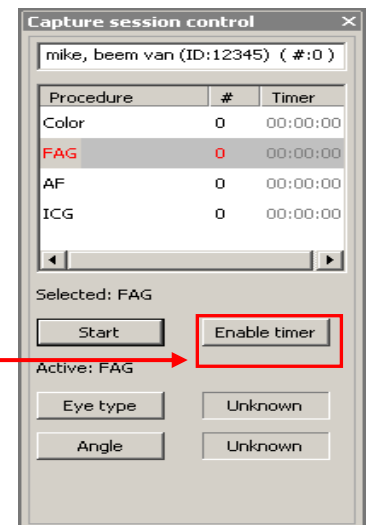 Capture session control ×
mike, beem van (ID:12345) ( #:0 )
Procedure # Timer
Color 0 00:00:00
FAG 0 00:00:00
AF 0 00:00:00
ICG 0 00:00:00
Selected: FAG
Start Enable timer
Active: FAG
Eye type Unknown
Angle Unknown